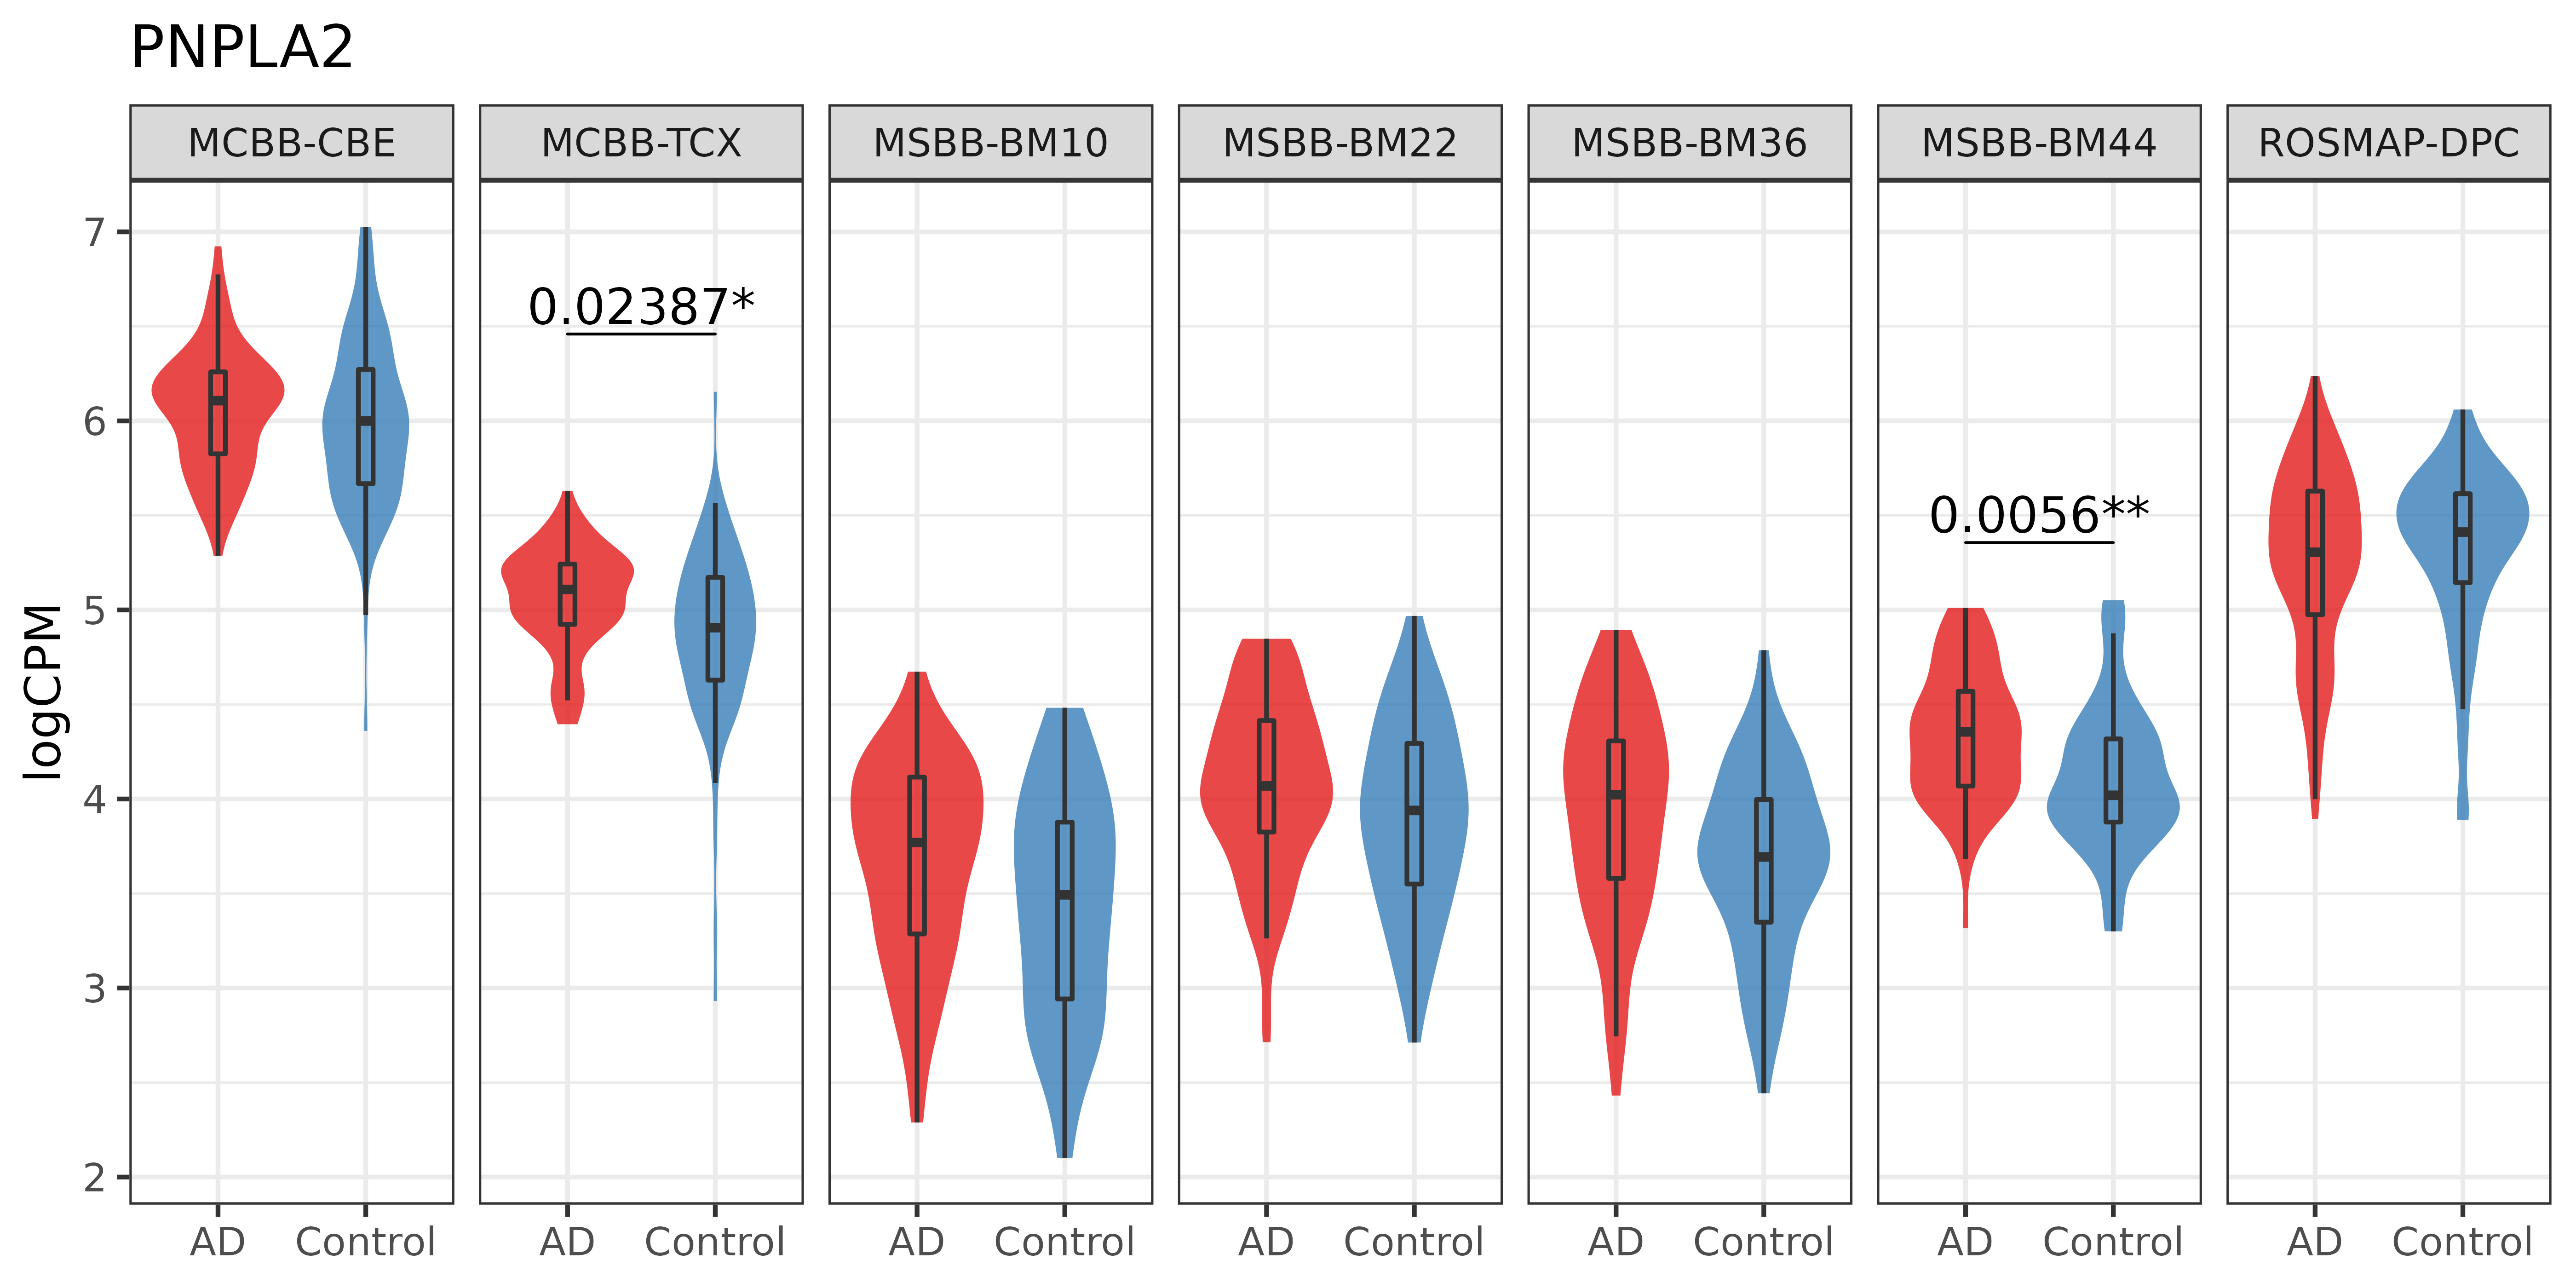 PNPLA2
MCBB-CBE MCBB-TCX MSBB-BM10 MSBB-BM22 MSBB-BM36 MSBB-BM44 ROSMAP-DPC
7
0.02387*
6
0.0056**
5
logCPM
4
3
2
AD Control AD Control AD Control AD Control AD Control AD Control AD Control